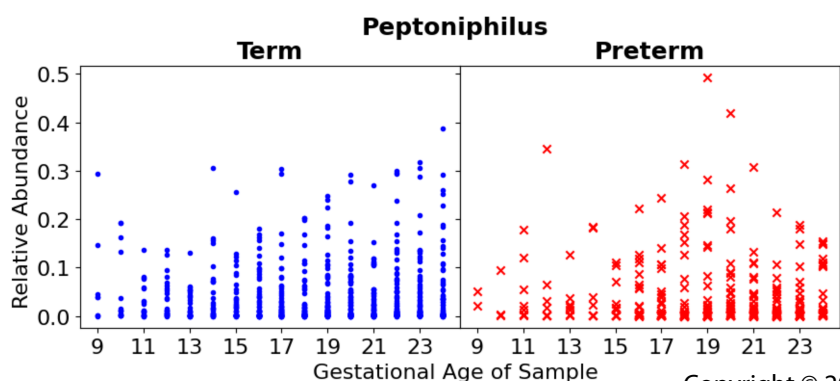 Peptoniphilus
Term Preterm
Relative Abundance
0.5
0.4
0.3
0.2
0.1
0.0
9 11 13 15 17 19 21 23 9 11 13 15 17 19 21 23
Gestational Age of Sample